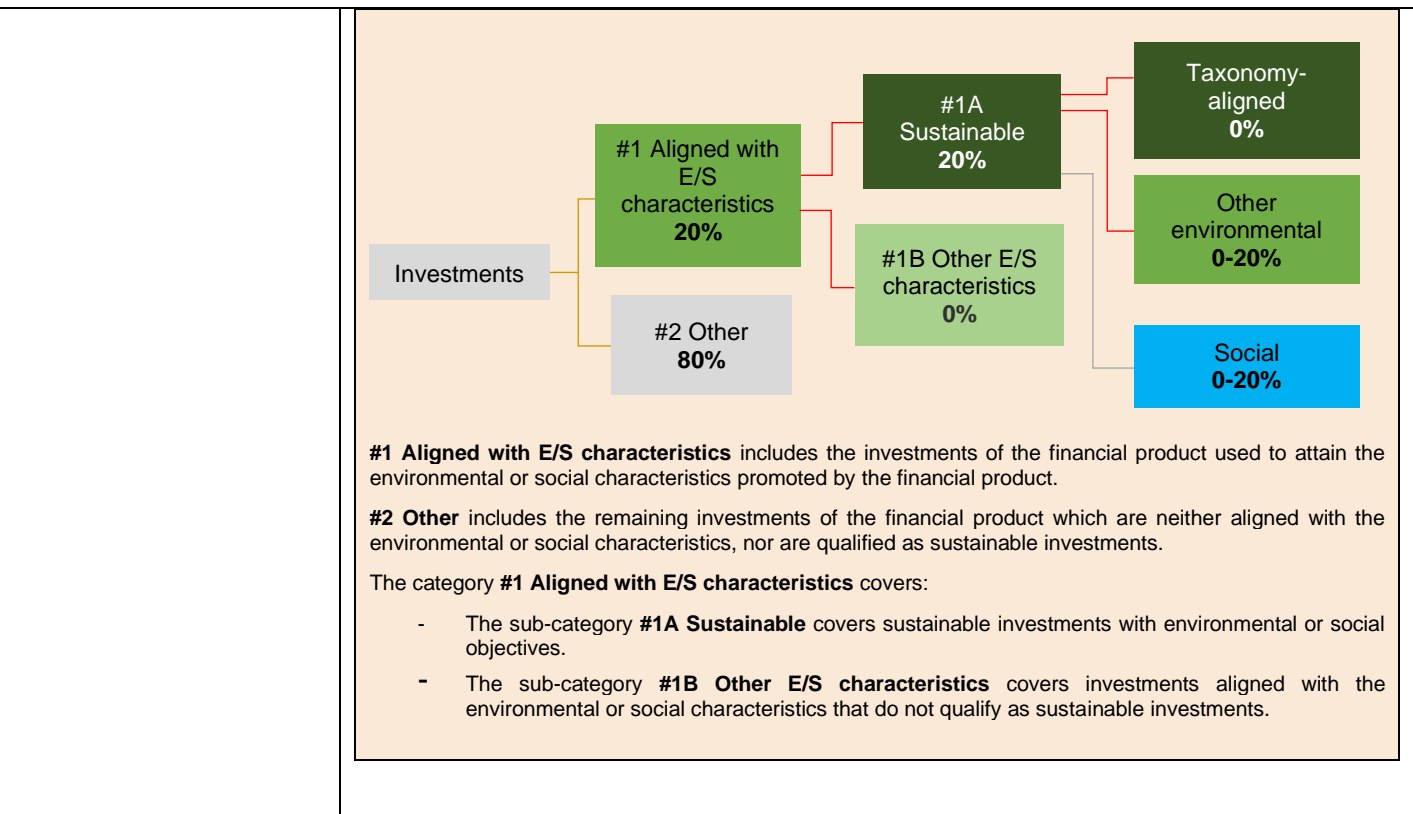 Investments
#1 Aligned with
E/S
characteristics
20%
#2 Other
80%
#1A
Sustainable
20%
#1B Other E/S
characteristics
0%
Taxonomy-
aligned
0%
Other
environmental
0-20%
Social
0-20%
#1 Aligned with E/S characteristics includes the investments of the financial product used to attain the
environmental or social characteristics promoted by the financial product.
#2 Other includes the remaining investments of the financial product which are neither aligned with the
environmental or social characteristics, nor are qualified as sustainable investments.
The category #1 Aligned with E/S characteristics covers:
- The sub-category #1A Sustainable covers sustainable investments with environmental or social
objectives.
- The sub-category #1B Other E/S characteristics covers investments aligned with the
environmental or social characteristics that do not qualify as sustainable investments.